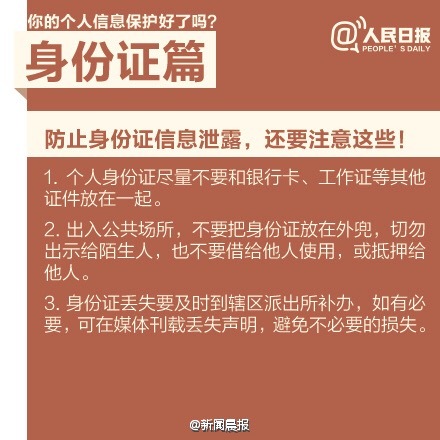 你的个人信息保护好了吗？
@人民日报
PEOPLE'S DAILY
身份证篇
防止身份证信息泄露，还要注意这些！
1. 个人身份证尽量不要和银行卡、工作证等其他
证件放在一起。
2. 出入公共场所，不要把身份证放在外兜，切勿
出示给陌生人，也不要借给他人使用，或抵押给
他人。
3. 身份证丢失要及时到辖区派出所补办，如有必
要，可在媒体刊载丢失声明，避免不必要的损失。
@新闻晨报